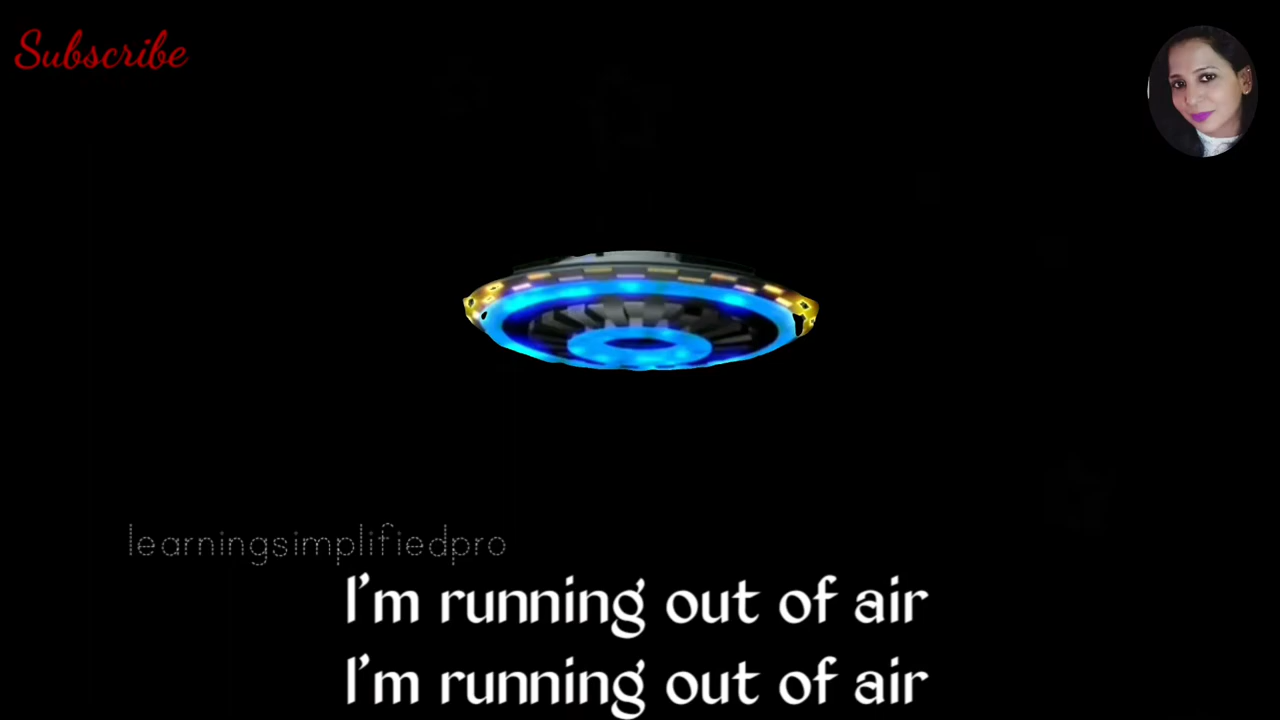 Subscribe
learningsimplifiedpro
I'm running out of air
I'm running out of air